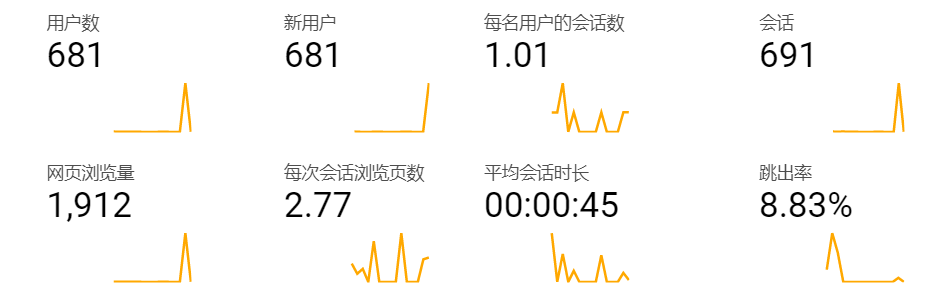 用户数
新用户
每名用户的会话数
会话
681
681
1.01
691
网页浏览量
每次会话浏览页数
平均会话时长
跳出率
1,912
2.77
00:00:45
8.83%